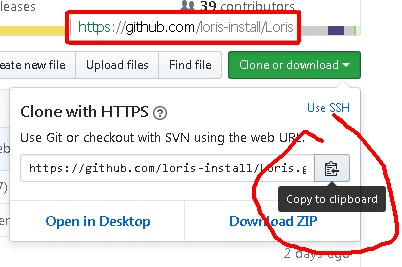 eleases
39 contributors
https://github.com/loris-install/Loris
eate new file
Upload files
Find file
Clone or download
Clone with HTTPS
Use SSH
Use Git or checkout with SVN using the web URL.
https://github.com/loris-install/Loris.g
Copy to clipboard
Open in Desktop
Download ZIP
2 days ago